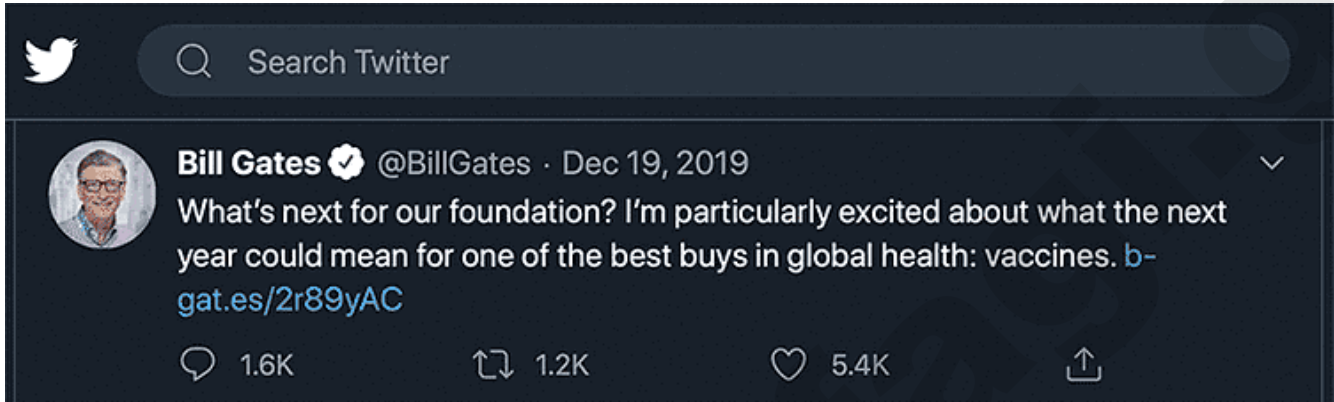 Search Twitter
Bill Gates @BillGates · Dec 19, 2019
What's next for our foundation? I'm particularly excited about what the next
year could mean for one of the best buys in global health: vaccines. b-
gat.es/2r89yAC
1.6K 1.2K 5.4K